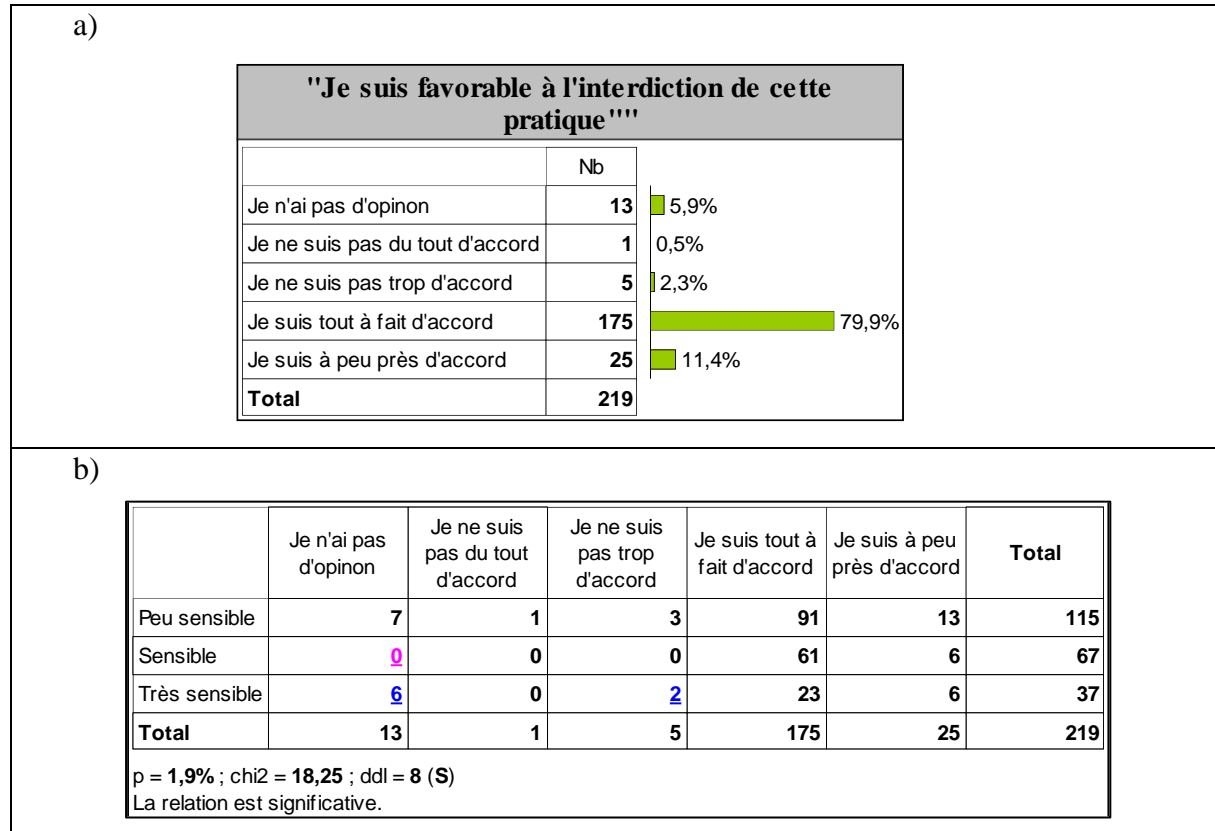 a)
"Je suis favorable à l'interdiction de cette
pratique""
Nb
Je n'ai pas d'opinon 13 5,9%
Je ne suis pas du tout d'accord 1 0,5%
Je ne suis pas trop d'accord 5 2,3%
Je suis tout à fait d'accord 175 79,9%
Je suis à peu près d'accord 25 11,4%
Total 219
b)
Je n'ai pas d'opinon Je ne suis pas du tout d'accord Je ne suis pas trop d'accord Je suis tout à fait d'accord Je suis à peu près d'accord Total
Peu sensible 7 1 3 91 13 115
Sensible 0 0 0 61 6 67
Très sensible 6 0 2 23 6 37
Total 13 1 5 175 25 219
p = 1,9% ; chi2 = 18,25 ; ddl = 8 (S)
La relation est significative.